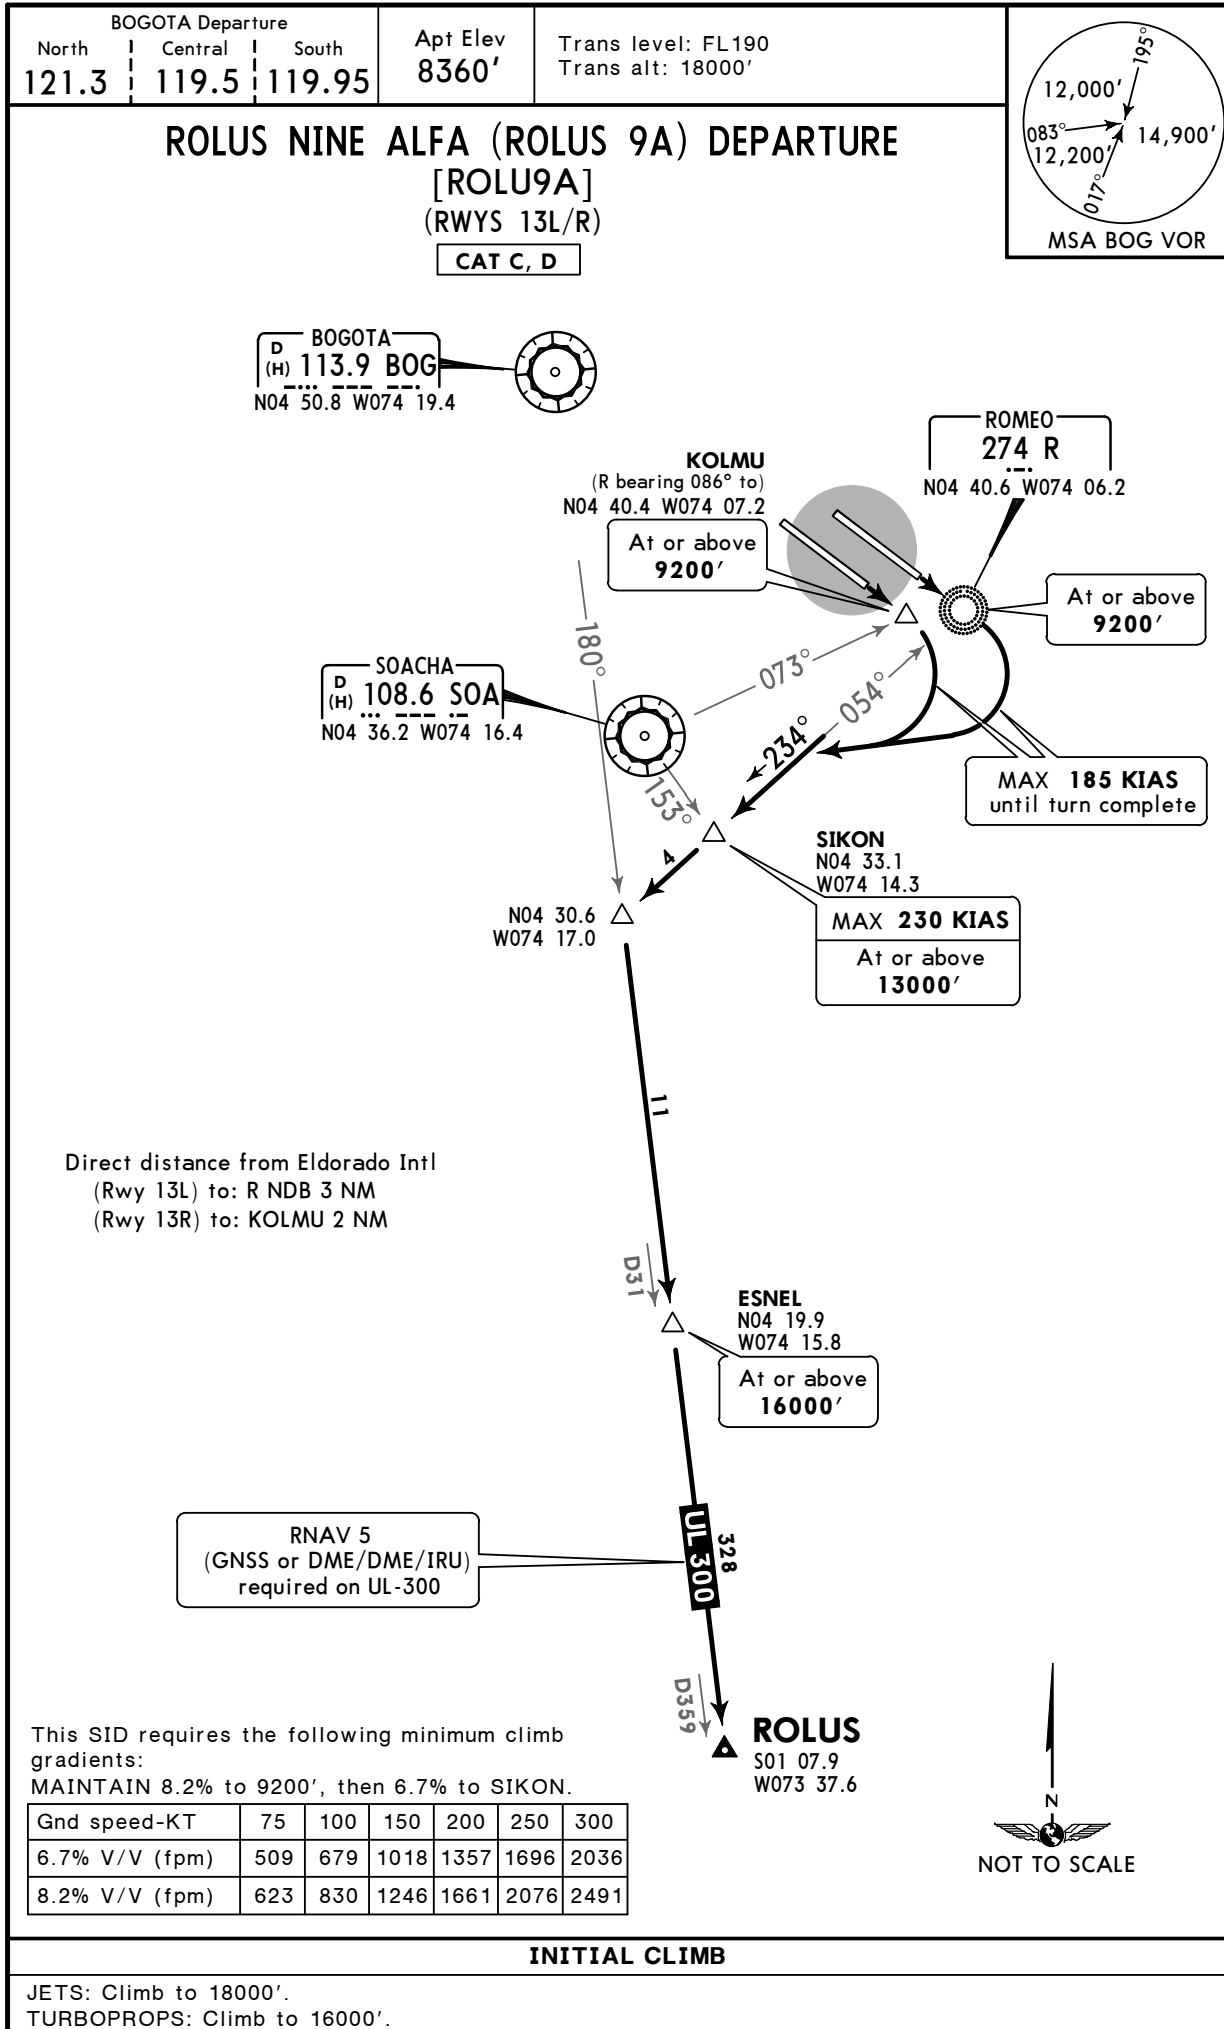 BOGOTA Departure
North Central South
121.3 119.5 119.95
Apt Elev
8360'
Trans level: FL190
Trans alt: 18000'
195°
12,000'
083°
14,900'
12,200'
017°
MSA BOG VOR
ROLUS NINE ALFA (ROLUS 9A) DEPARTURE
[ROLU9A]
(RWYS 13L/R)
CAT C, D
BOGOTA
D
(H) 113.9 BOG
N04 50.8 W074 19.4
ROMEO
274 R
N04 40.6 W074 06.2
KOLMU
(R bearing 086° to)
N04 40.4 W074 07.2
At or above
9200'
At or above
9200'
180°
073°
054°
SOACHA
D
(H) 108.6 SOA
N04 36.2 W074 16.4
234°
153°
MAX 185 KIAS
until turn complete
SIKON
N04 33.1
W074 14.3
MAX 230 KIAS
At or above
13000'
4
N04 30.6
W074 17.0
11
Direct distance from Eldorado Intl
(Rwy 13L) to: R NDB 3 NM
(Rwy 13R) to: KOLMU 2 NM
D31
ESNEL
N04 19.9
W074 15.8
At or above
16000'
RNAV 5
(GNSS or DME/DME/IRU)
required on UL-300
UL 300
328
D359
ROLUS
S01 07.9
W073 37.6
This SID requires the following minimum climb
gradients:
MAINTAIN 8.2% to 9200', then 6.7% to SIKON.
Gnd speed-KT 75 100 150 200 250 300
6.7% V/V (fpm) 509 679 1018 1357 1696 2036
8.2% V/V (fpm) 623 830 1246 1661 2076 2491
N
NOT TO SCALE
INITIAL CLIMB
JETS: Climb to 18000'.
TURBOPROPS: Climb to 16000'.